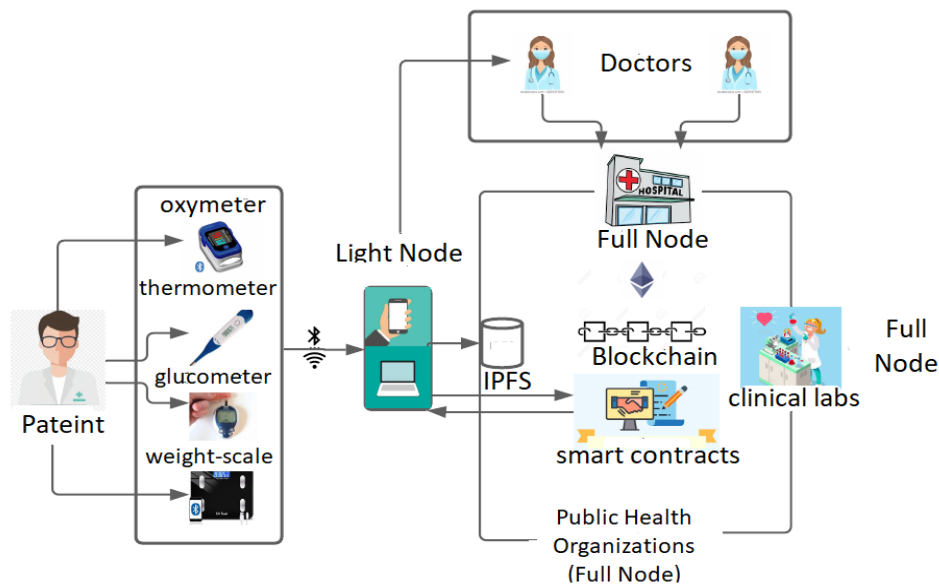 Doctors
HOSPITAL
Full Node
Light Node
oxymeter
thermometer
glucometer
weight-scale
Pateint
IPFS
Blockchain
smart contracts
clinical labs
Full
Node
Public Health
Organizations
(Full Node)